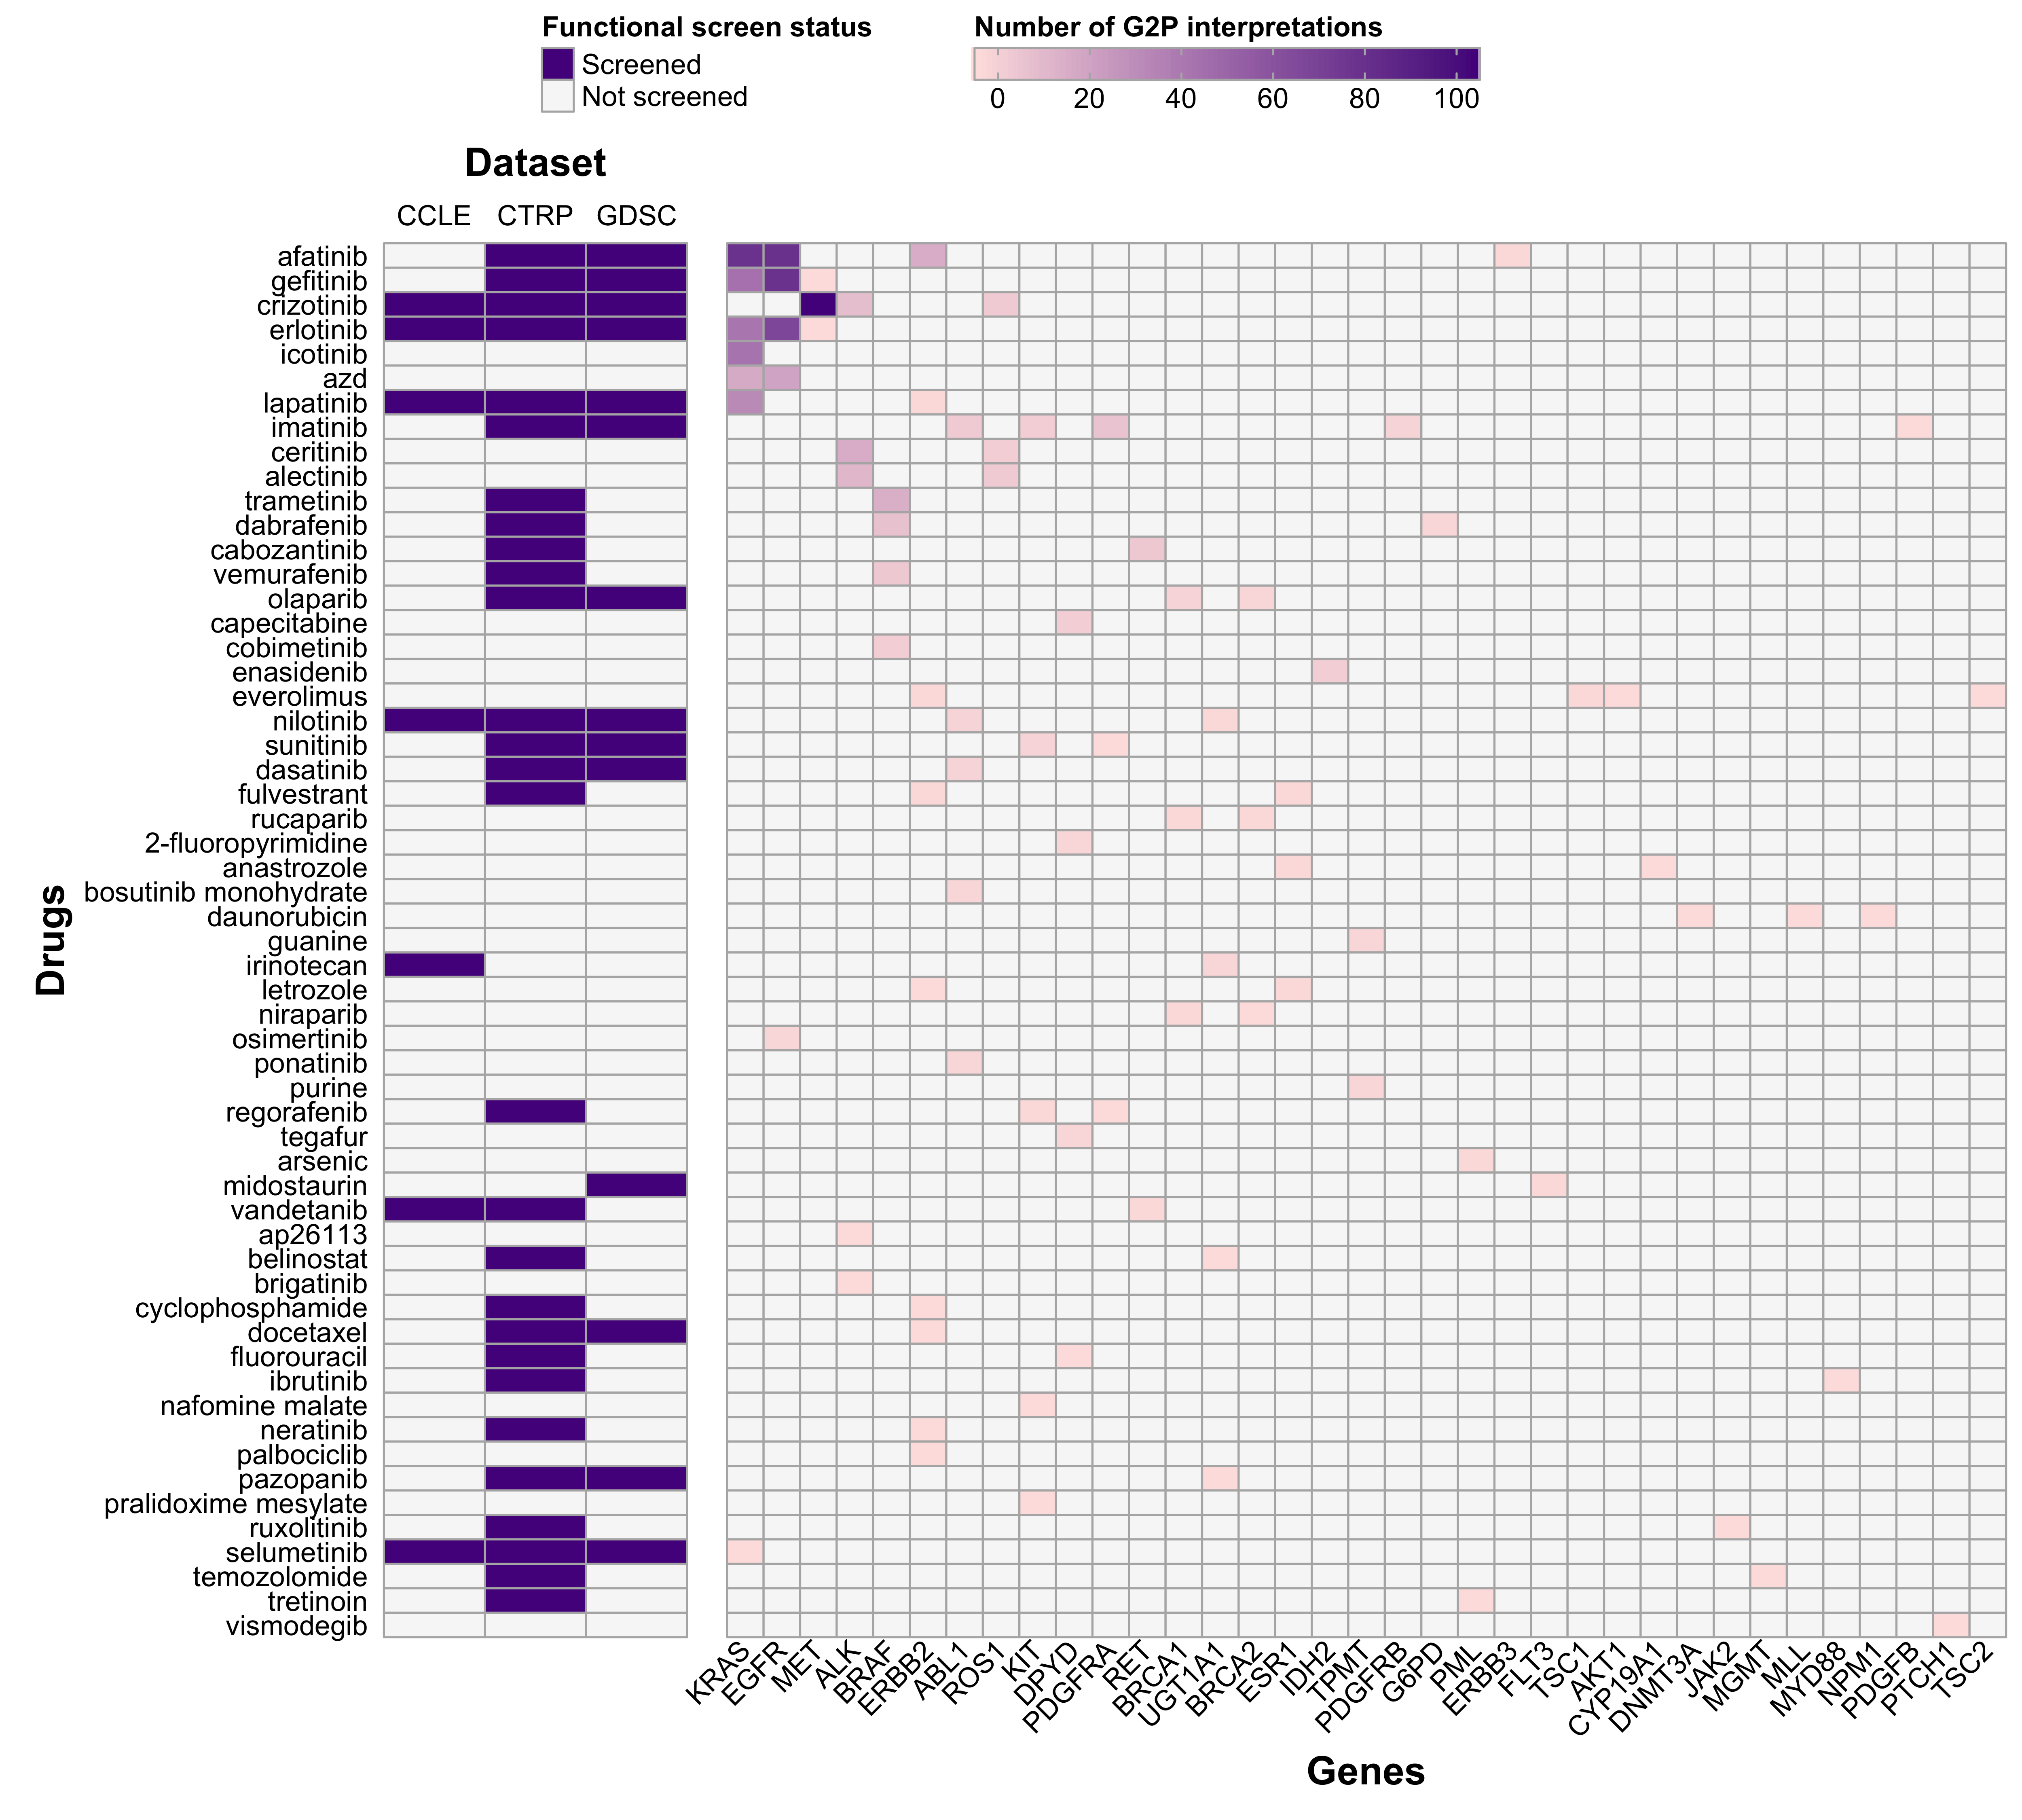 Functional screen status
Screened
Not screened
Number of G2P interpretations
0 20 40 60 80 100
Dataset
CCLE CTRP GDSC
afatinib
gefitinib
crizotinib
erlotinib
icotinib
azd
lapatinib
imatinib
ceritinib
alectinib
trametinib
dabrafenib
cabozantinib
vemurafenib
olaparib
capecitabine
cobimetinib
enasidenib
everolimus
nilotinib
sunitinib
dasatinib
fulvestrant
rucaparib
2-fluoropyrimidine
anastrozole
bosutinib monohydrate
daunorubicin
guanine
irinotecan
letrozole
niraparib
osimertinib
ponatinib
purine
regorafenib
tegafur
arsenic
midostaurin
vandetanib
ap26113
belinostat
brigatinib
cyclophosphamide
docetaxel
fluorouracil
ibrutinib
nafomine malate
neratinib
palbociclib
pazopanib
pralidoxime mesylate
ruxolitinib
selumetinib
temozolomide
tretinoin
vismodegib
Drugs
KRAS
EGFR
MET
ALK
BRAF
ERBB2
ABL1
ROS1
KIT
DPYD
PDGFRA
RET
BRCA1
UGT1A1
BRCA2
ESR1
IDH2
TPMT
PDGFRB
G6PD
PML
ERBB3
FLT3
TSC1
AKT1
CYP19A1
DNMT3A
JAK2
MGMT
MLL
MYD88
NPM1
PDGFB
PTCH1
TSC2
Genes